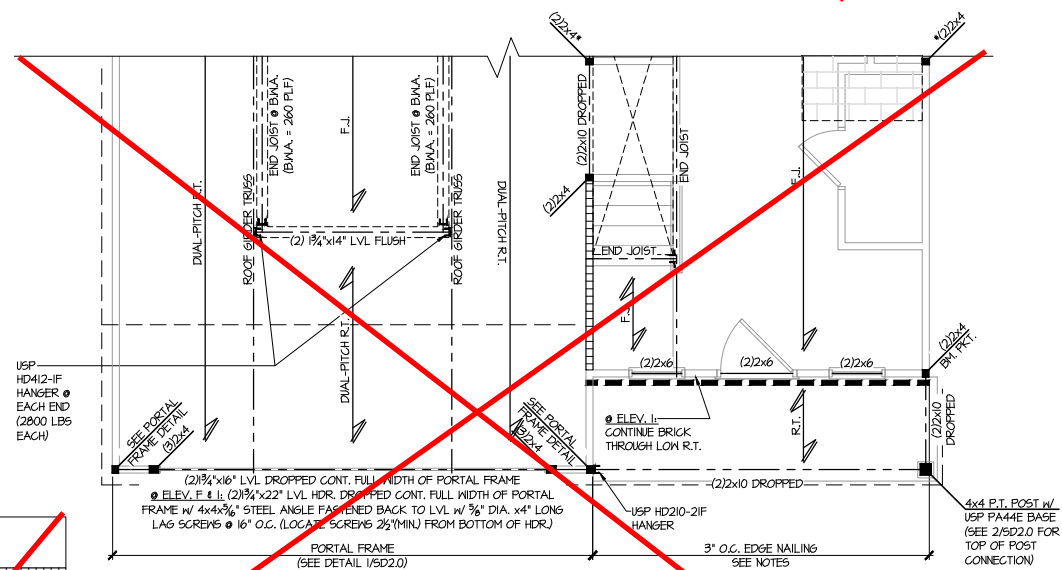 (2)2x4*
*(2)2x4
END JOIST @ B.W.A.
(B.W.A. = 260 PLF)
F.J.
END JOIST @ B.W.A.
(B.W.A. = 260 PLF)
(2)2x10 DROPPED
END JOIST
F.J.
DUAL-PITCH R.T.
ROOF GIRDER TRUSS
ROOF GIRDER TRUSS
DUAL-PITCH R.T.
(2)2x4
(2) 1¾"x14" LVL FLUSH
END JOIST
DUAL-PITCH R.T.
F.J.
USP
HD412-IF
HANGER @
EACH END
(2800 LBS
EACH)
(2)2x6
(2)2x6
(2)2x6
(2)2x4
BM. PKT.
SEE PORTAL
FRAME DETAIL
(3)2x4
SEE PORTAL
FRAME DETAIL
(3)2x4
@ ELEV. 1:
CONTINUE BRICK
THROUGH LOW R.T.
R.T.
(2)2x10
DROPPED
(2)1¾"x16" LVL DROPPED CONT. FULL WIDTH OF PORTAL FRAME
@ ELEV. F & 1: (2)1¾"x22" LVL HDR. DROPPED CONT. FULL WIDTH OF PORTAL
FRAME W/ 4x4x5/16" STEEL ANGLE FASTENED BACK TO LVL W/ 5/8" DIA. x4" LONG
LAG SCREWS @ 16" O.C. (LOCATE SCREWS 2½"(MIN.) FROM BOTTOM OF HDR.)
(2)2x10 DROPPED
USP HD210-2IF
HANGER
4x4 P.T. POST W/
USP PA44E BASE
(SEE 2/SD2.0 FOR
TOP OF POST
CONNECTION)
PORTAL FRAME
(SEE DETAIL 1/SD2.0)
3" O.C. EDGE NAILING
SEE NOTES